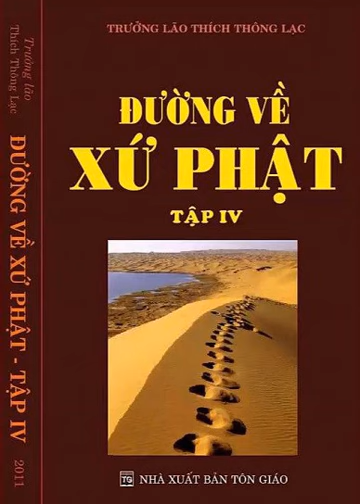 Trưởng lão
Thích Thông Lạc
ĐƯỜNG VỀ XỨ PHẬT - TẬP IV
2011
TRƯỞNG LÃO THÍCH THÔNG LẠC
ĐƯỜNG VỀ
XỨ PHẬT
TẬP IV
TG NHÀ XUẤT BẢN TÔN GIÁO